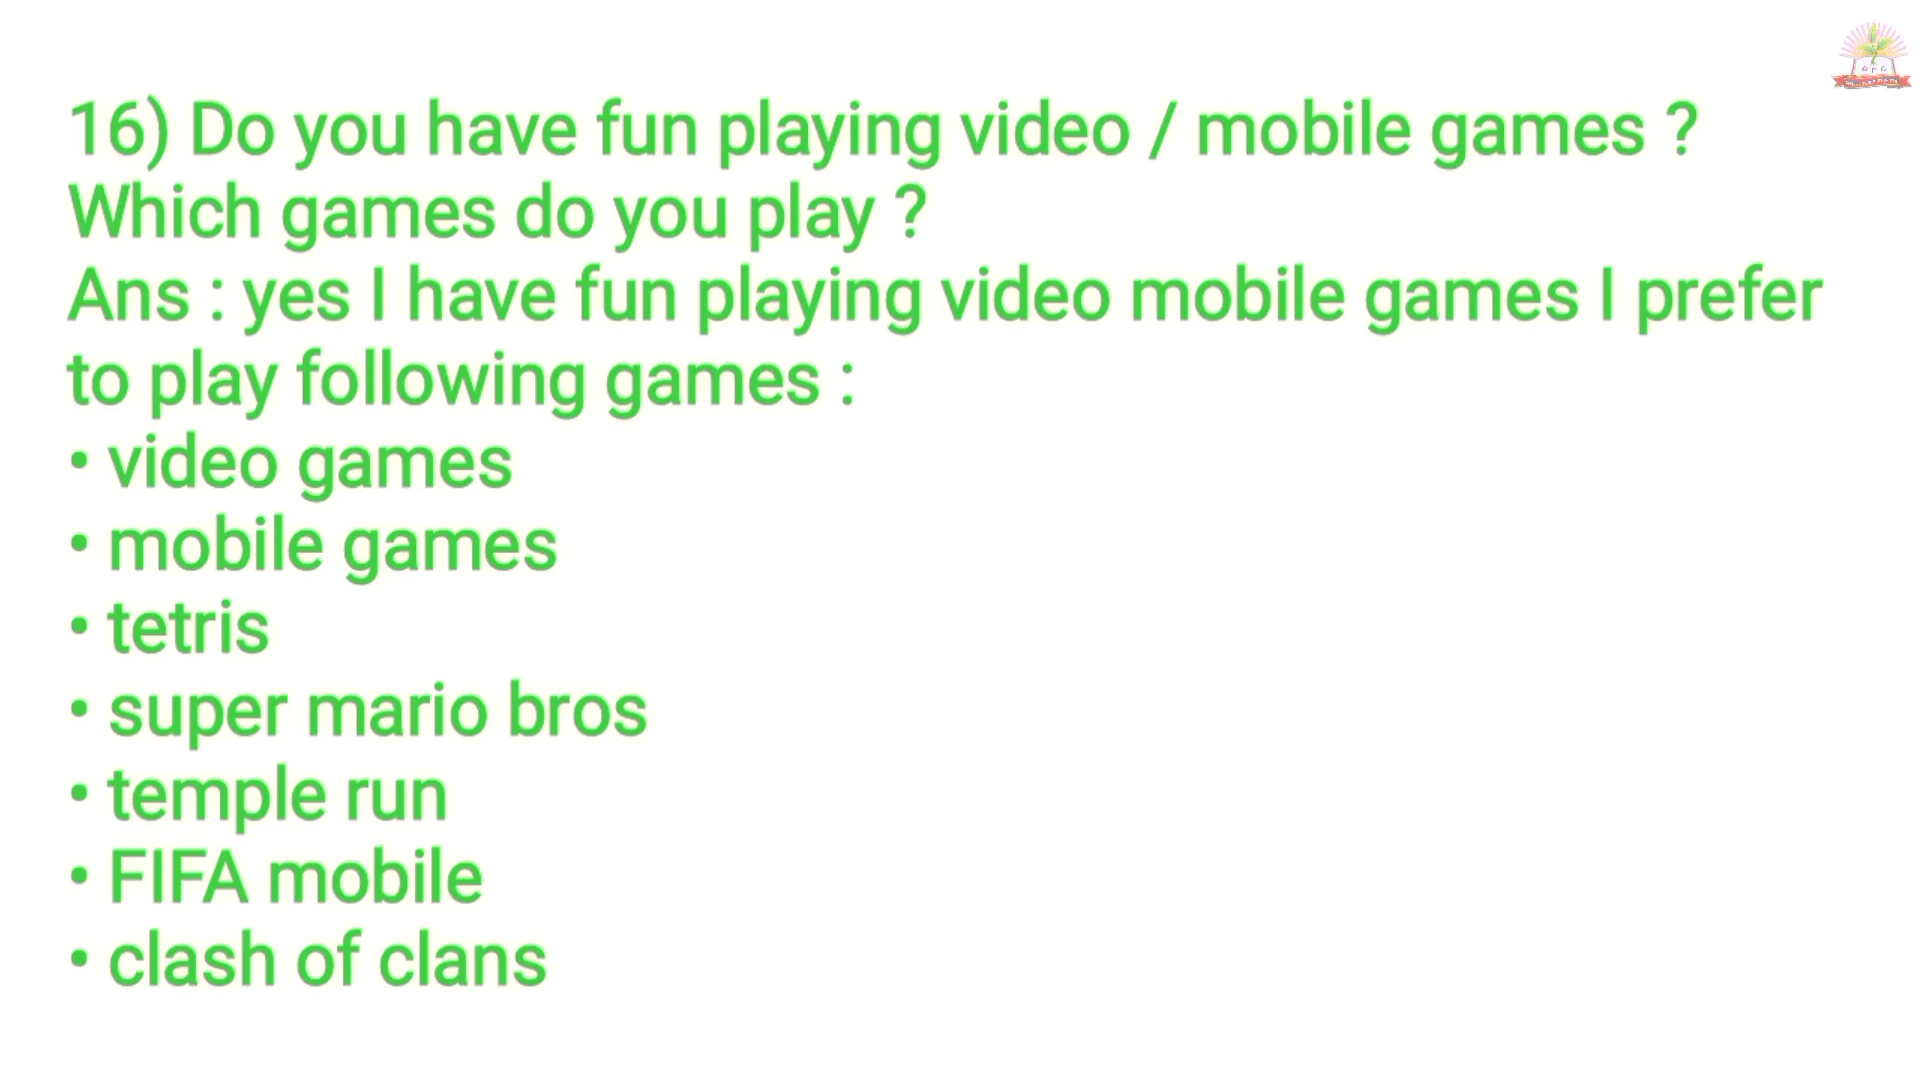 16) Do you have fun playing video / mobile games ?
Which games do you play ?
Ans : yes I have fun playing video mobile games I prefer
to play following games :
• video games
• mobile games
• tetris
• super mario bros
• temple run
• FIFA mobile
• clash of clans